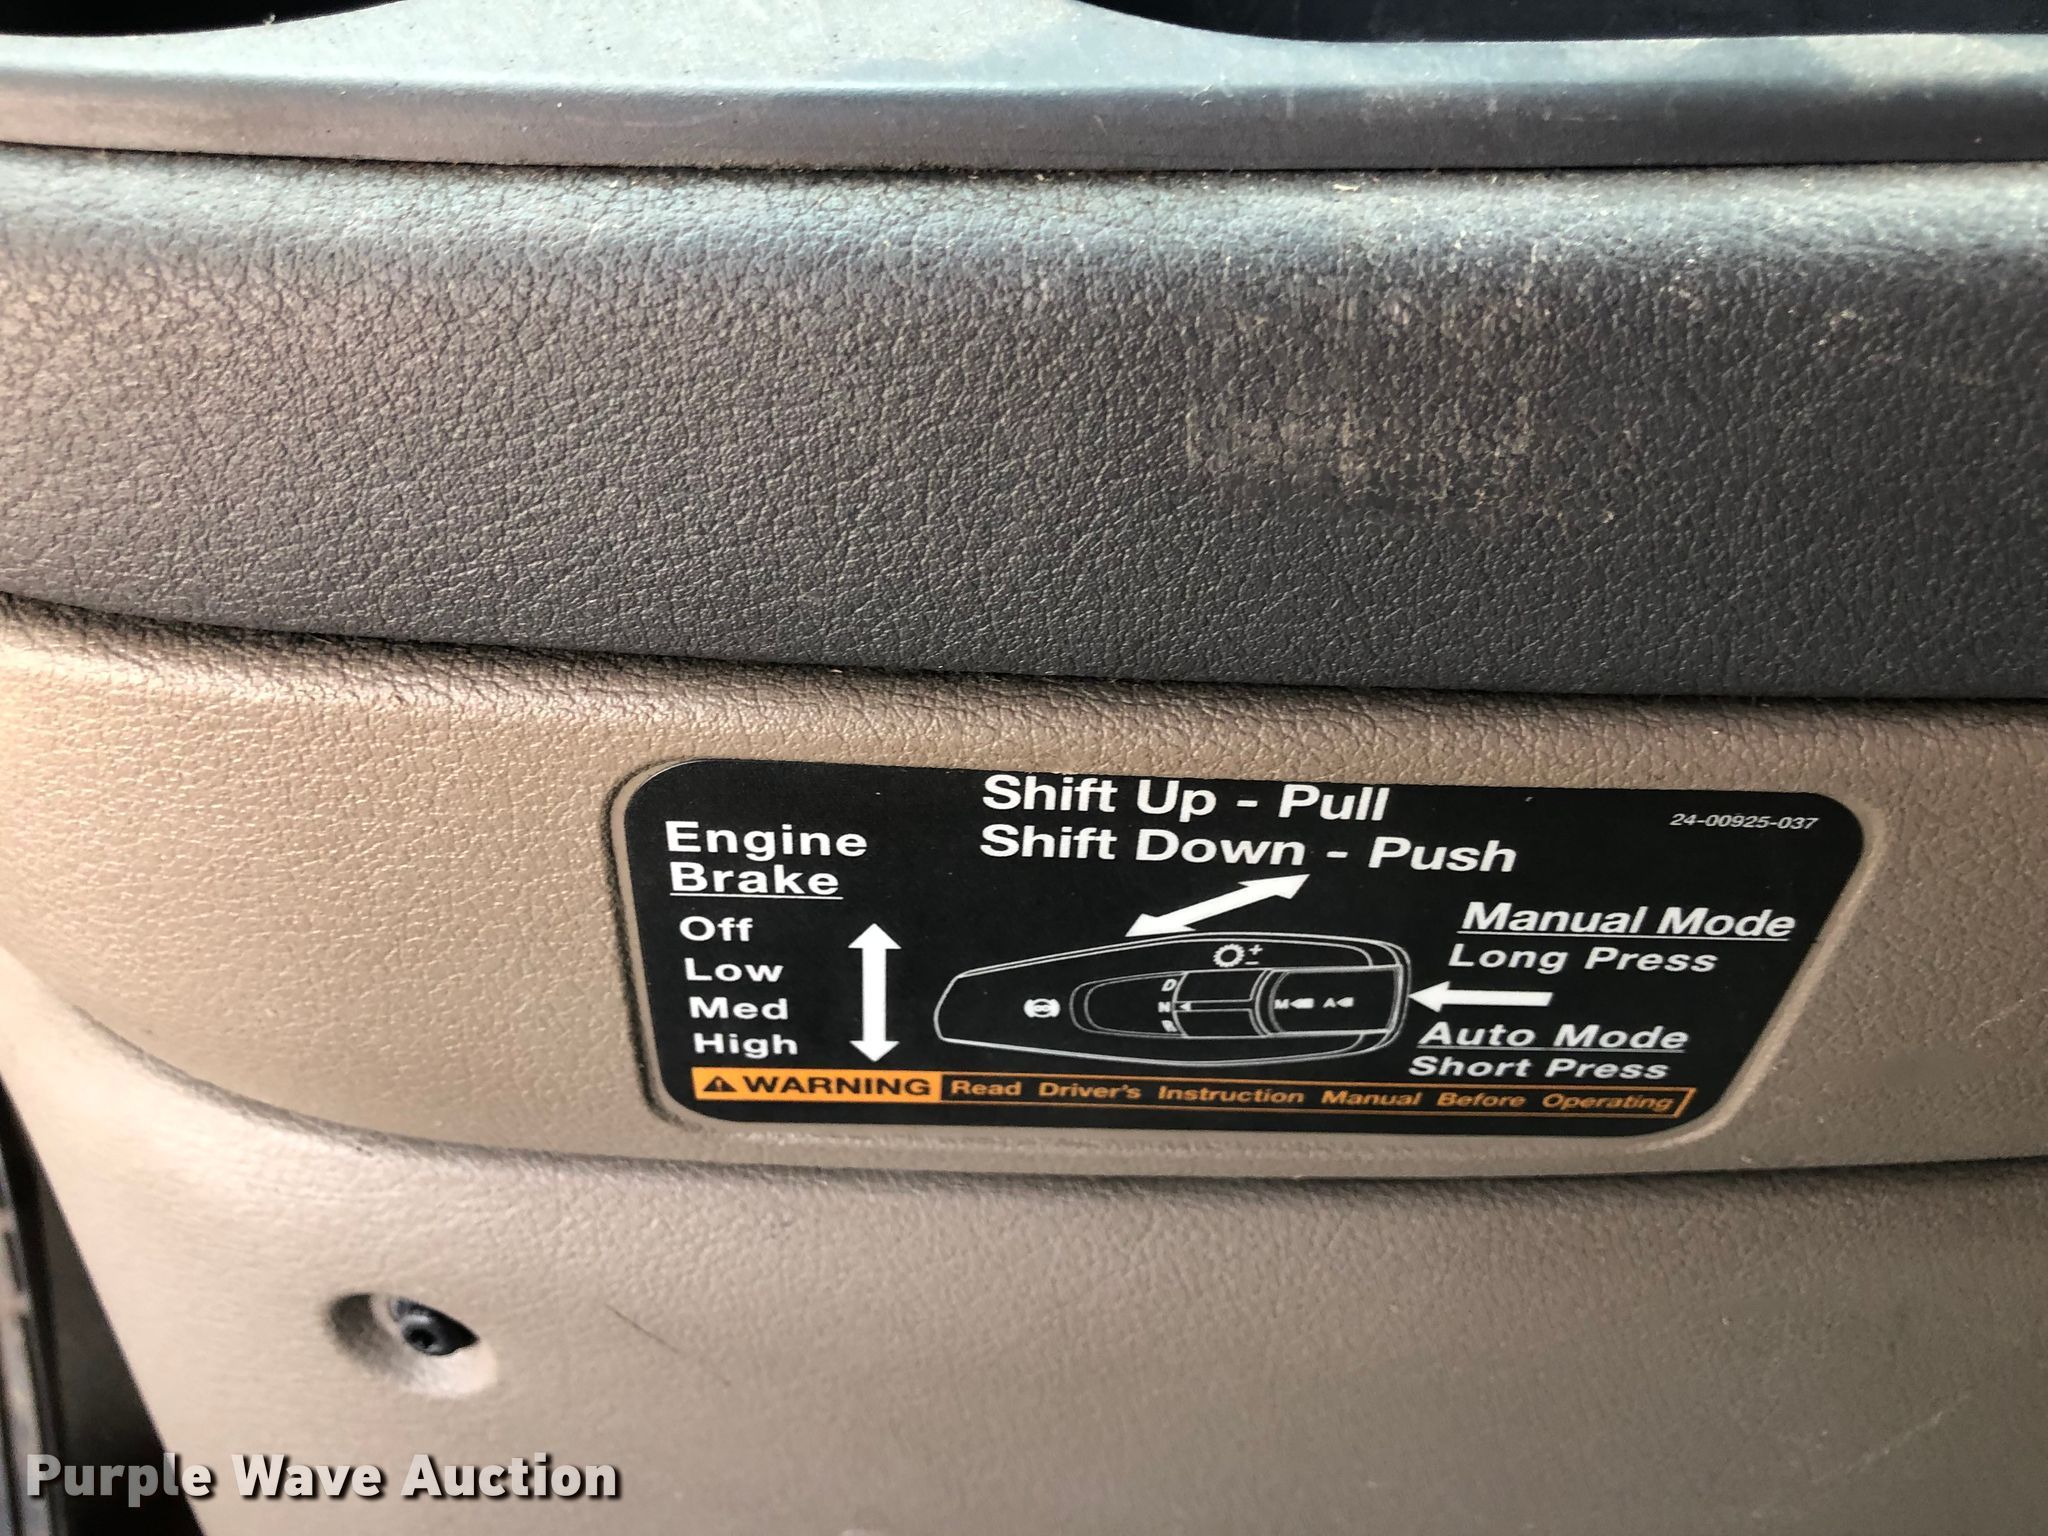 Shift Up - Pull
Shift Down - Push
24-00925-037
Engine
Brake
Off
Low
Med
High
D
N
M A
Manual Mode
Long Press
Auto Mode
Short Press
WARNING Read Driver's Instruction Manual Before Operating
Purple Wave Auction